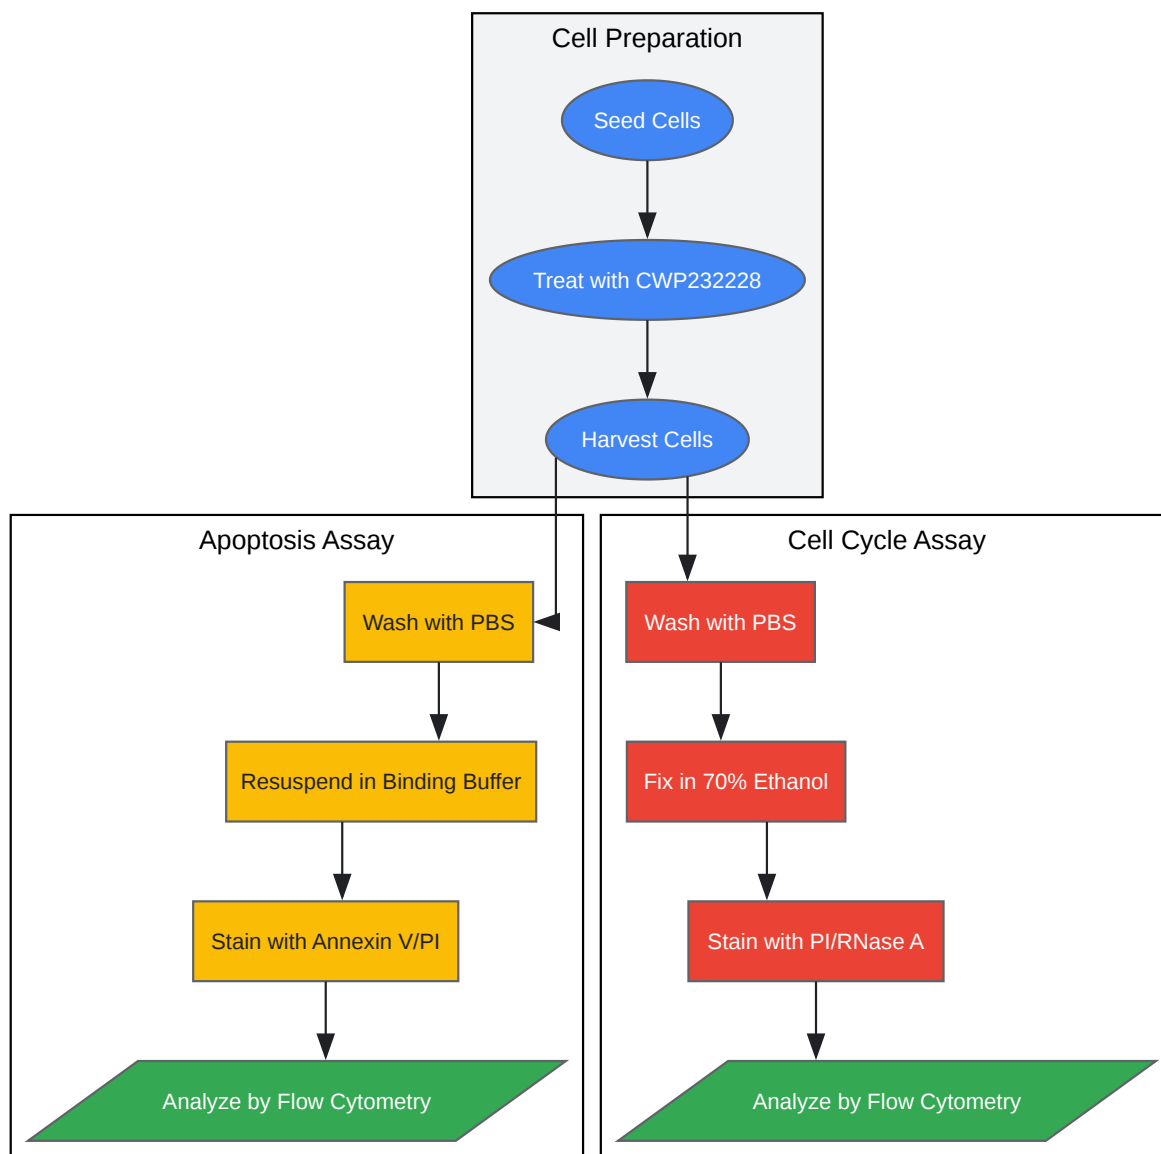 Cell Preparation
Seed Cells
Treat with CWP232228
Harvest Cells
Apoptosis Assay
Wash with PBS
Resuspend in Binding Buffer
Stain with Annexin V/PI
Analyze by Flow Cytometry
Cell Cycle Assay
Wash with PBS
Fix in 70% Ethanol
Stain with PI/RNase A
Analyze by Flow Cytometry